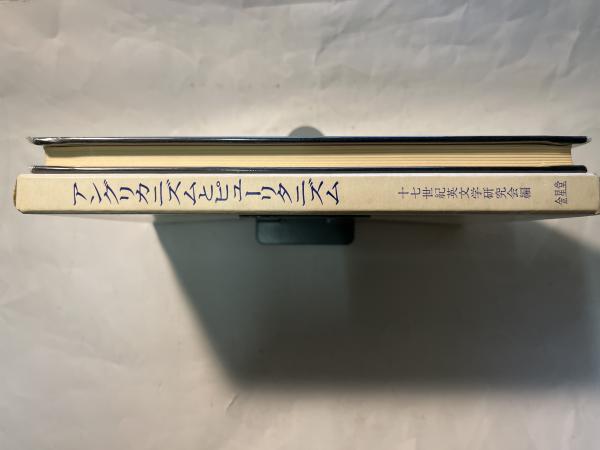 アングリカニズムとピューリタニズム
十七世紀英文学研究会編
金星堂